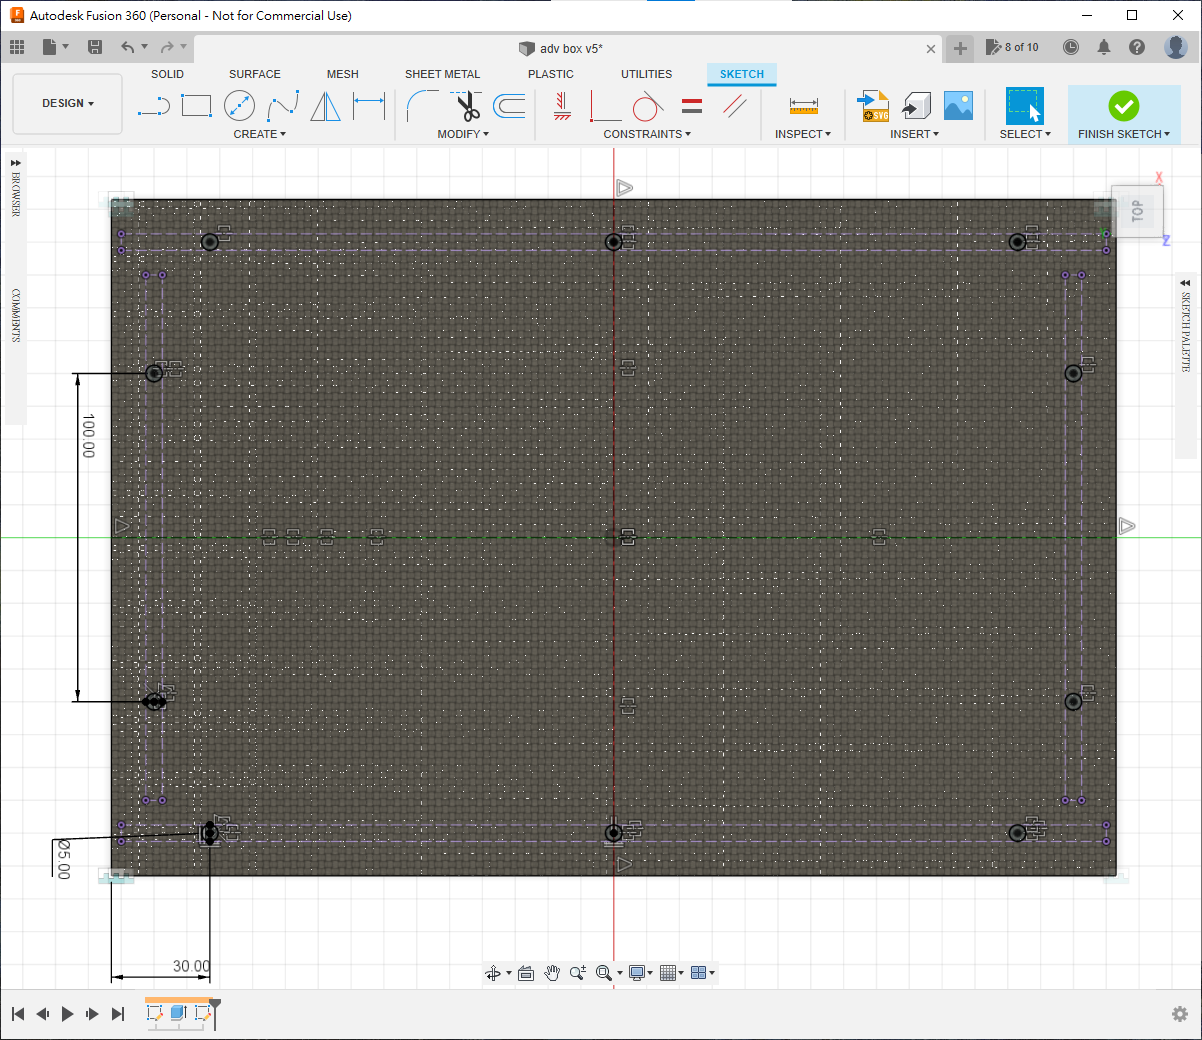 Autodesk Fusion 360 (Personal - Not for Commercial Use)
adv box v5*
8 of 10
SOLID
SURFACE
MESH
SHEET METAL
PLASTIC
UTILITIES
SKETCH
DESIGN
CREATE
MODIFY
CONSTRAINTS
INSPECT
INSERT
SVG
SELECT
FINISH SKETCH
BROWSER
COMMENTS
SKETCH PALETTE
X
TOP
Z
100.00
Ø5.00
30.00